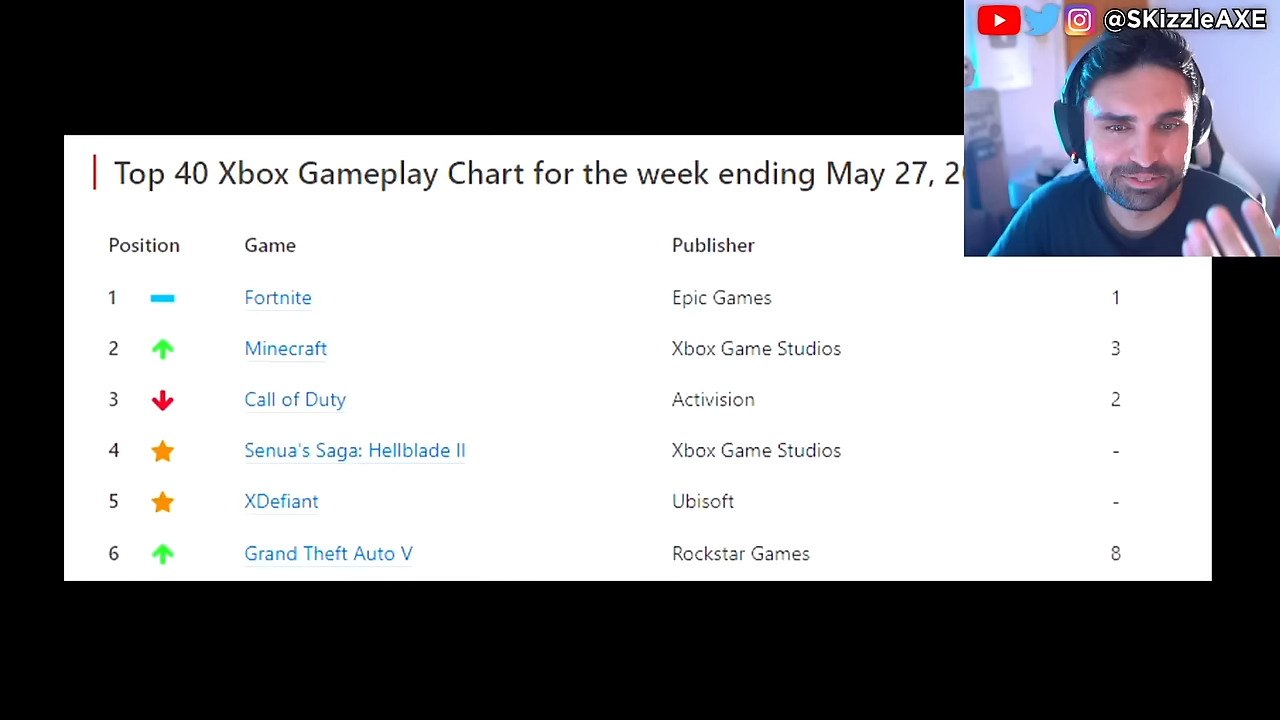 @SKizzleAXE
Top 40 Xbox Gameplay Chart for the week ending May 27,
Position Game Publisher
1 Fortnite Epic Games 1
2 Minecraft Xbox Game Studios 3
3 Call of Duty Activision 2
4 Senua's Saga: Hellblade II Xbox Game Studios -
5 XDefiant Ubisoft -
6 Grand Theft Auto V Rockstar Games 8